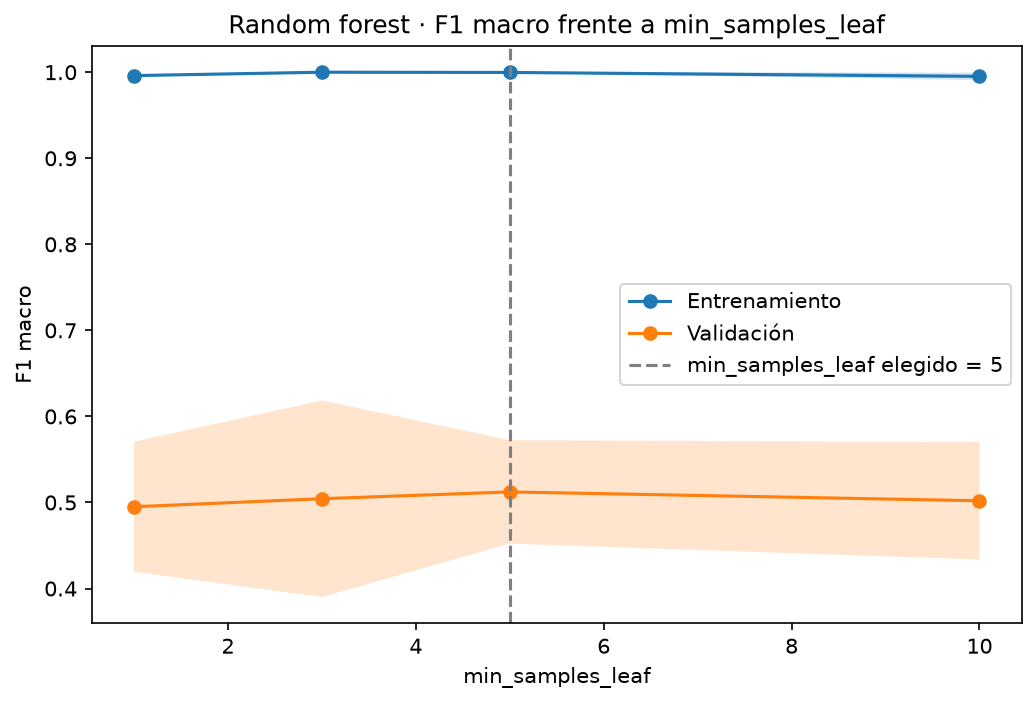 Random forest · F1 macro frente a min_samples_leaf
F1 macro
1.0
0.9
0.8
0.7
0.6
0.5
0.4
Entrenamiento
Validación
min_samples_leaf elegido = 5
2 4 6 8 10
min_samples_leaf